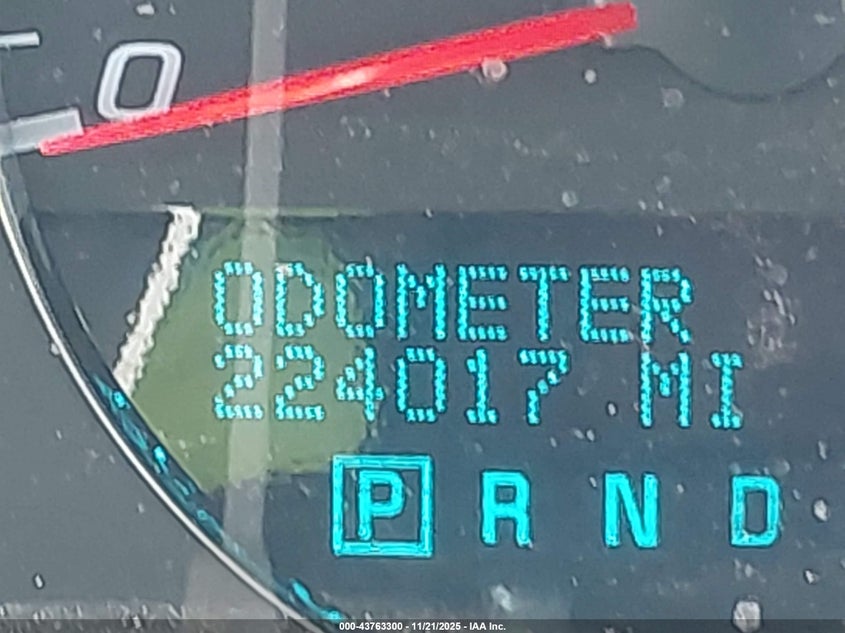 0
ODOMETER
224017 MI
P R N D
000-43763300 - 11/21/2025 - IAA Inc.